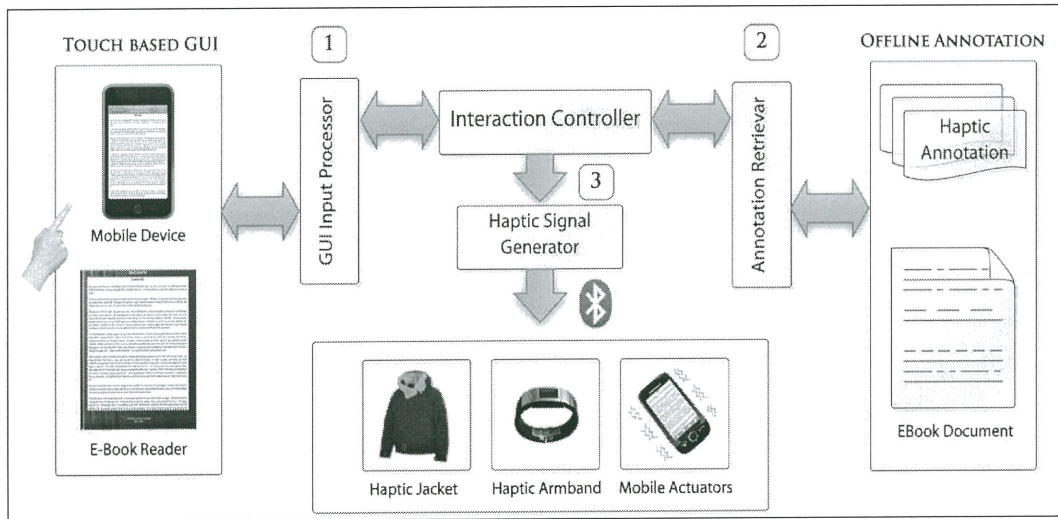 TOUCH BASED GUI
Mobile Device
E-Book Reader
1
GUI Input Processor
Interaction Controller
3
Haptic Signal
Generator
2
Annotation Retrievar
OFFLINE ANNOTATION
Haptic
Annotation
EBook Document
Haptic Jacket
Haptic Armband
Mobile Actuators